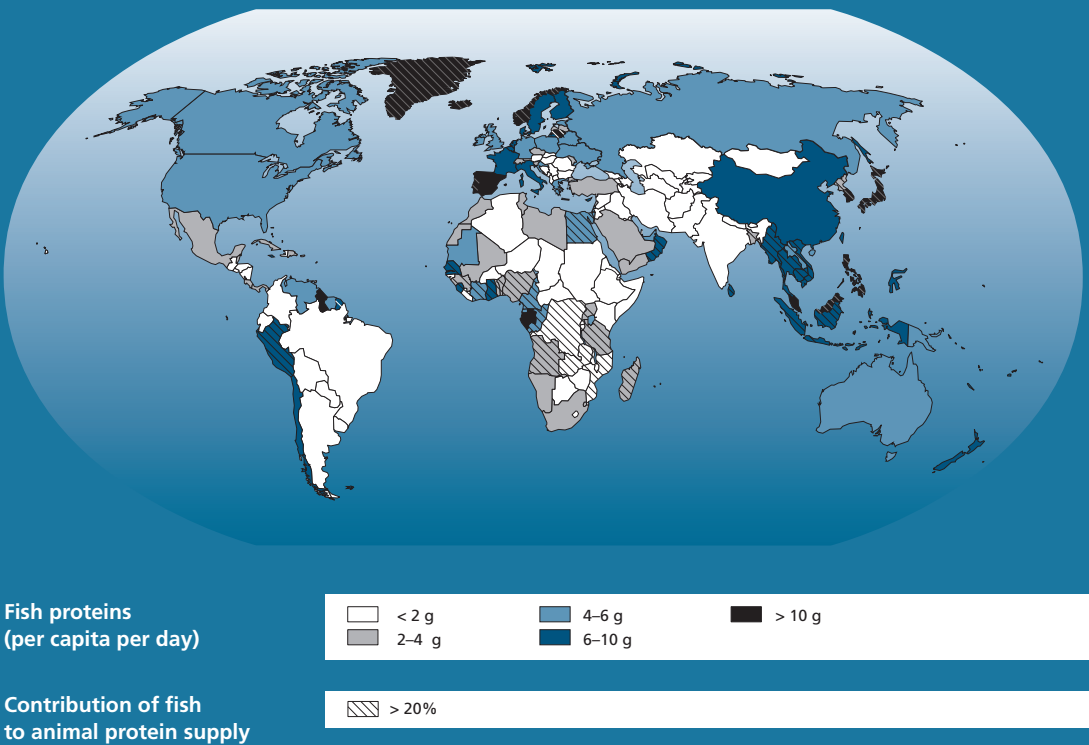 Fish proteins
(per capita per day)
< 2 g
2–4 g
4–6 g
6–10 g
> 10 g
Contribution of fish
to animal protein supply
> 20%